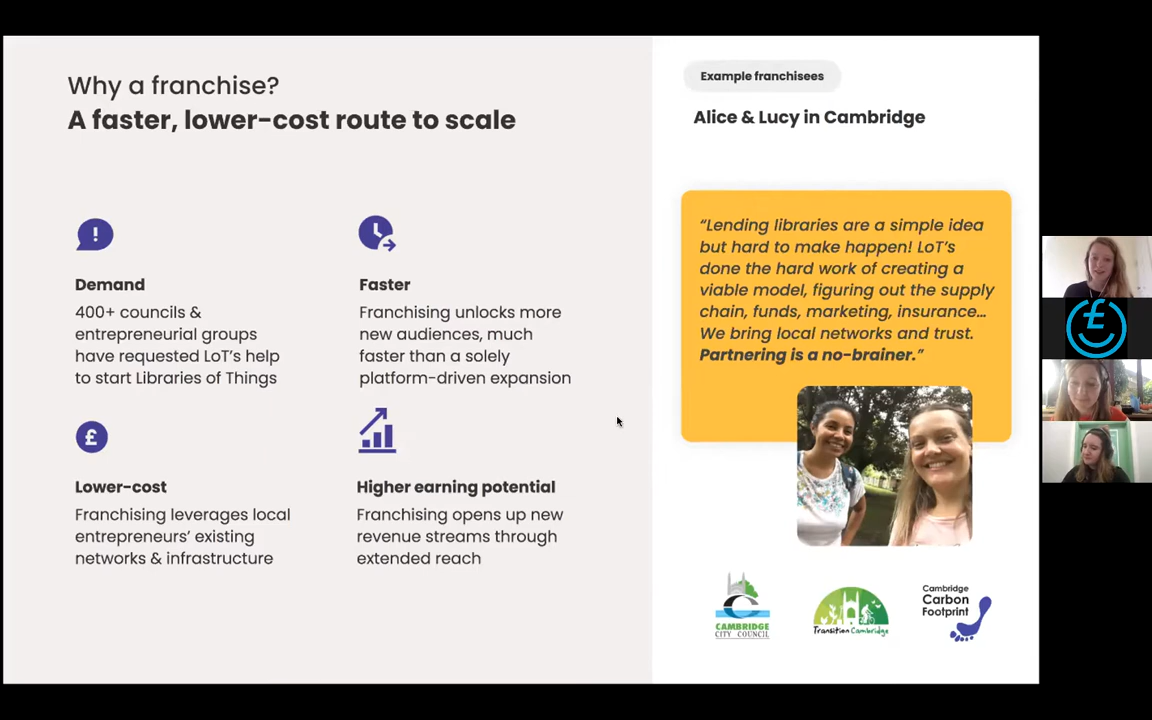 Why a franchise?
A faster, lower-cost route to scale
!
Demand
400+ councils &
entrepreneurial groups
have requested LoT's help
to start Libraries of Things
Faster
Franchising unlocks more
new audiences, much
faster than a solely
platform-driven expansion
£
Lower-cost
Franchising leverages local
entrepreneurs' existing
networks & infrastructure
Higher earning potential
Franchising opens up new
revenue streams through
extended reach
Example franchisees
Alice & Lucy in Cambridge
“Lending libraries are a simple idea
but hard to make happen! LoT's
done the hard work of creating a
viable model, figuring out the supply
chain, funds, marketing, insurance…
We bring local networks and trust.
Partnering is a no-brainer.”
CAMBRIDGE
CITY COUNCIL
Transition Cambridge
Cambridge
Carbon
Footprint
£